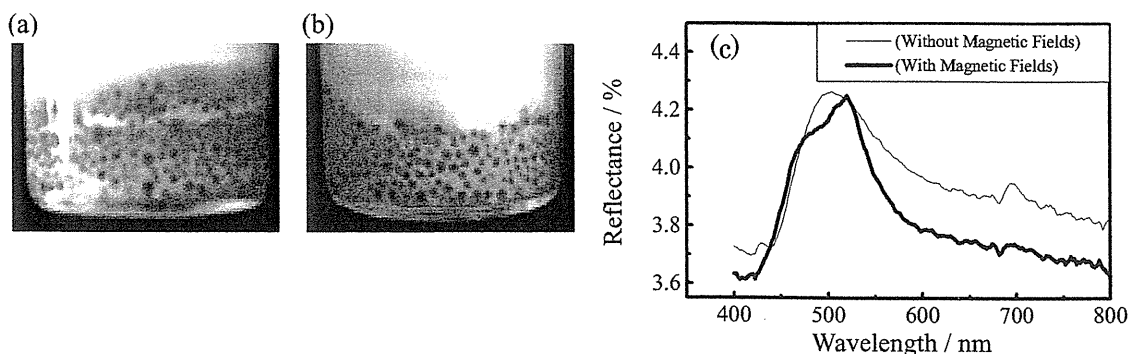 (a)
(b)
(c)
(Without Magnetic Fields)
(With Magnetic Fields)
Reflectance / %
4.4
4.2
4.0
3.8
3.6
400
500
600
700
800
Wavelength / nm